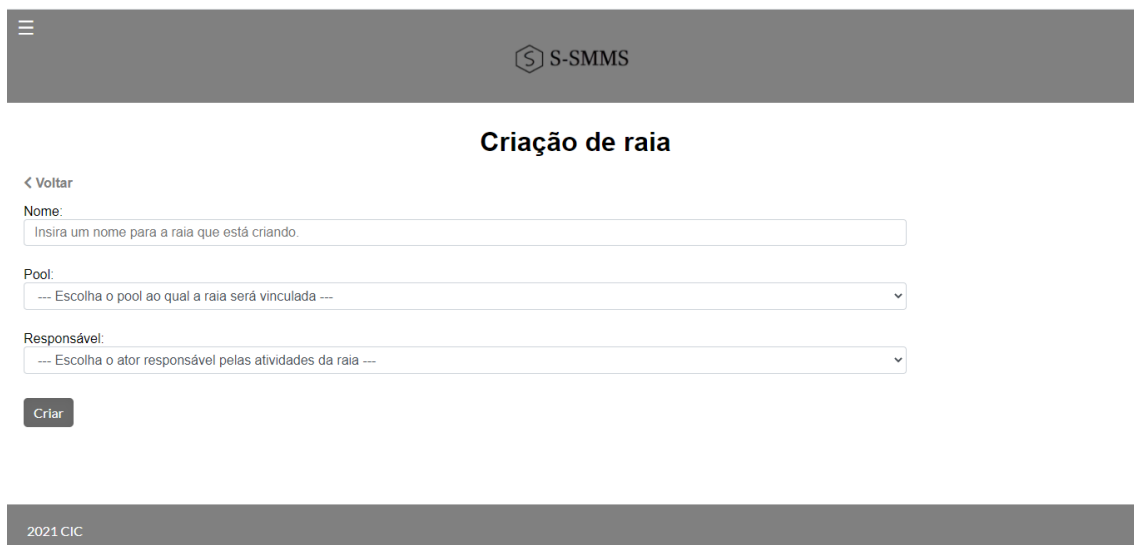 S-SMMS
Criação de raia
Voltar
Nome:
Insira um nome para a raia que está criando.
Pool:
--- Escolha o pool ao qual a raia será vinculada ---
Responsável:
--- Escolha o ator responsável pelas atividades da raia ---
Criar
2021 CIC